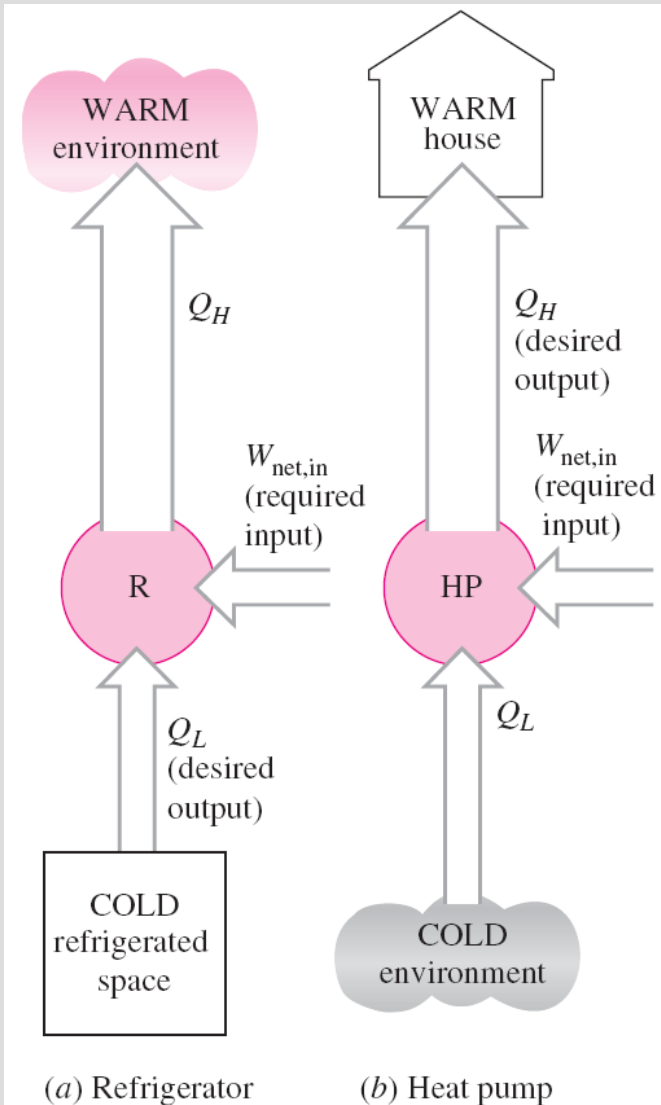 WARM
environment
Q_H
W_net,in
(required
input)
R
Q_L
(desired
output)
COLD
refrigerated
space
(a) Refrigerator
WARM
house
Q_H
(desired
output)
W_net,in
(required
input)
HP
Q_L
COLD
environment
(b) Heat pump